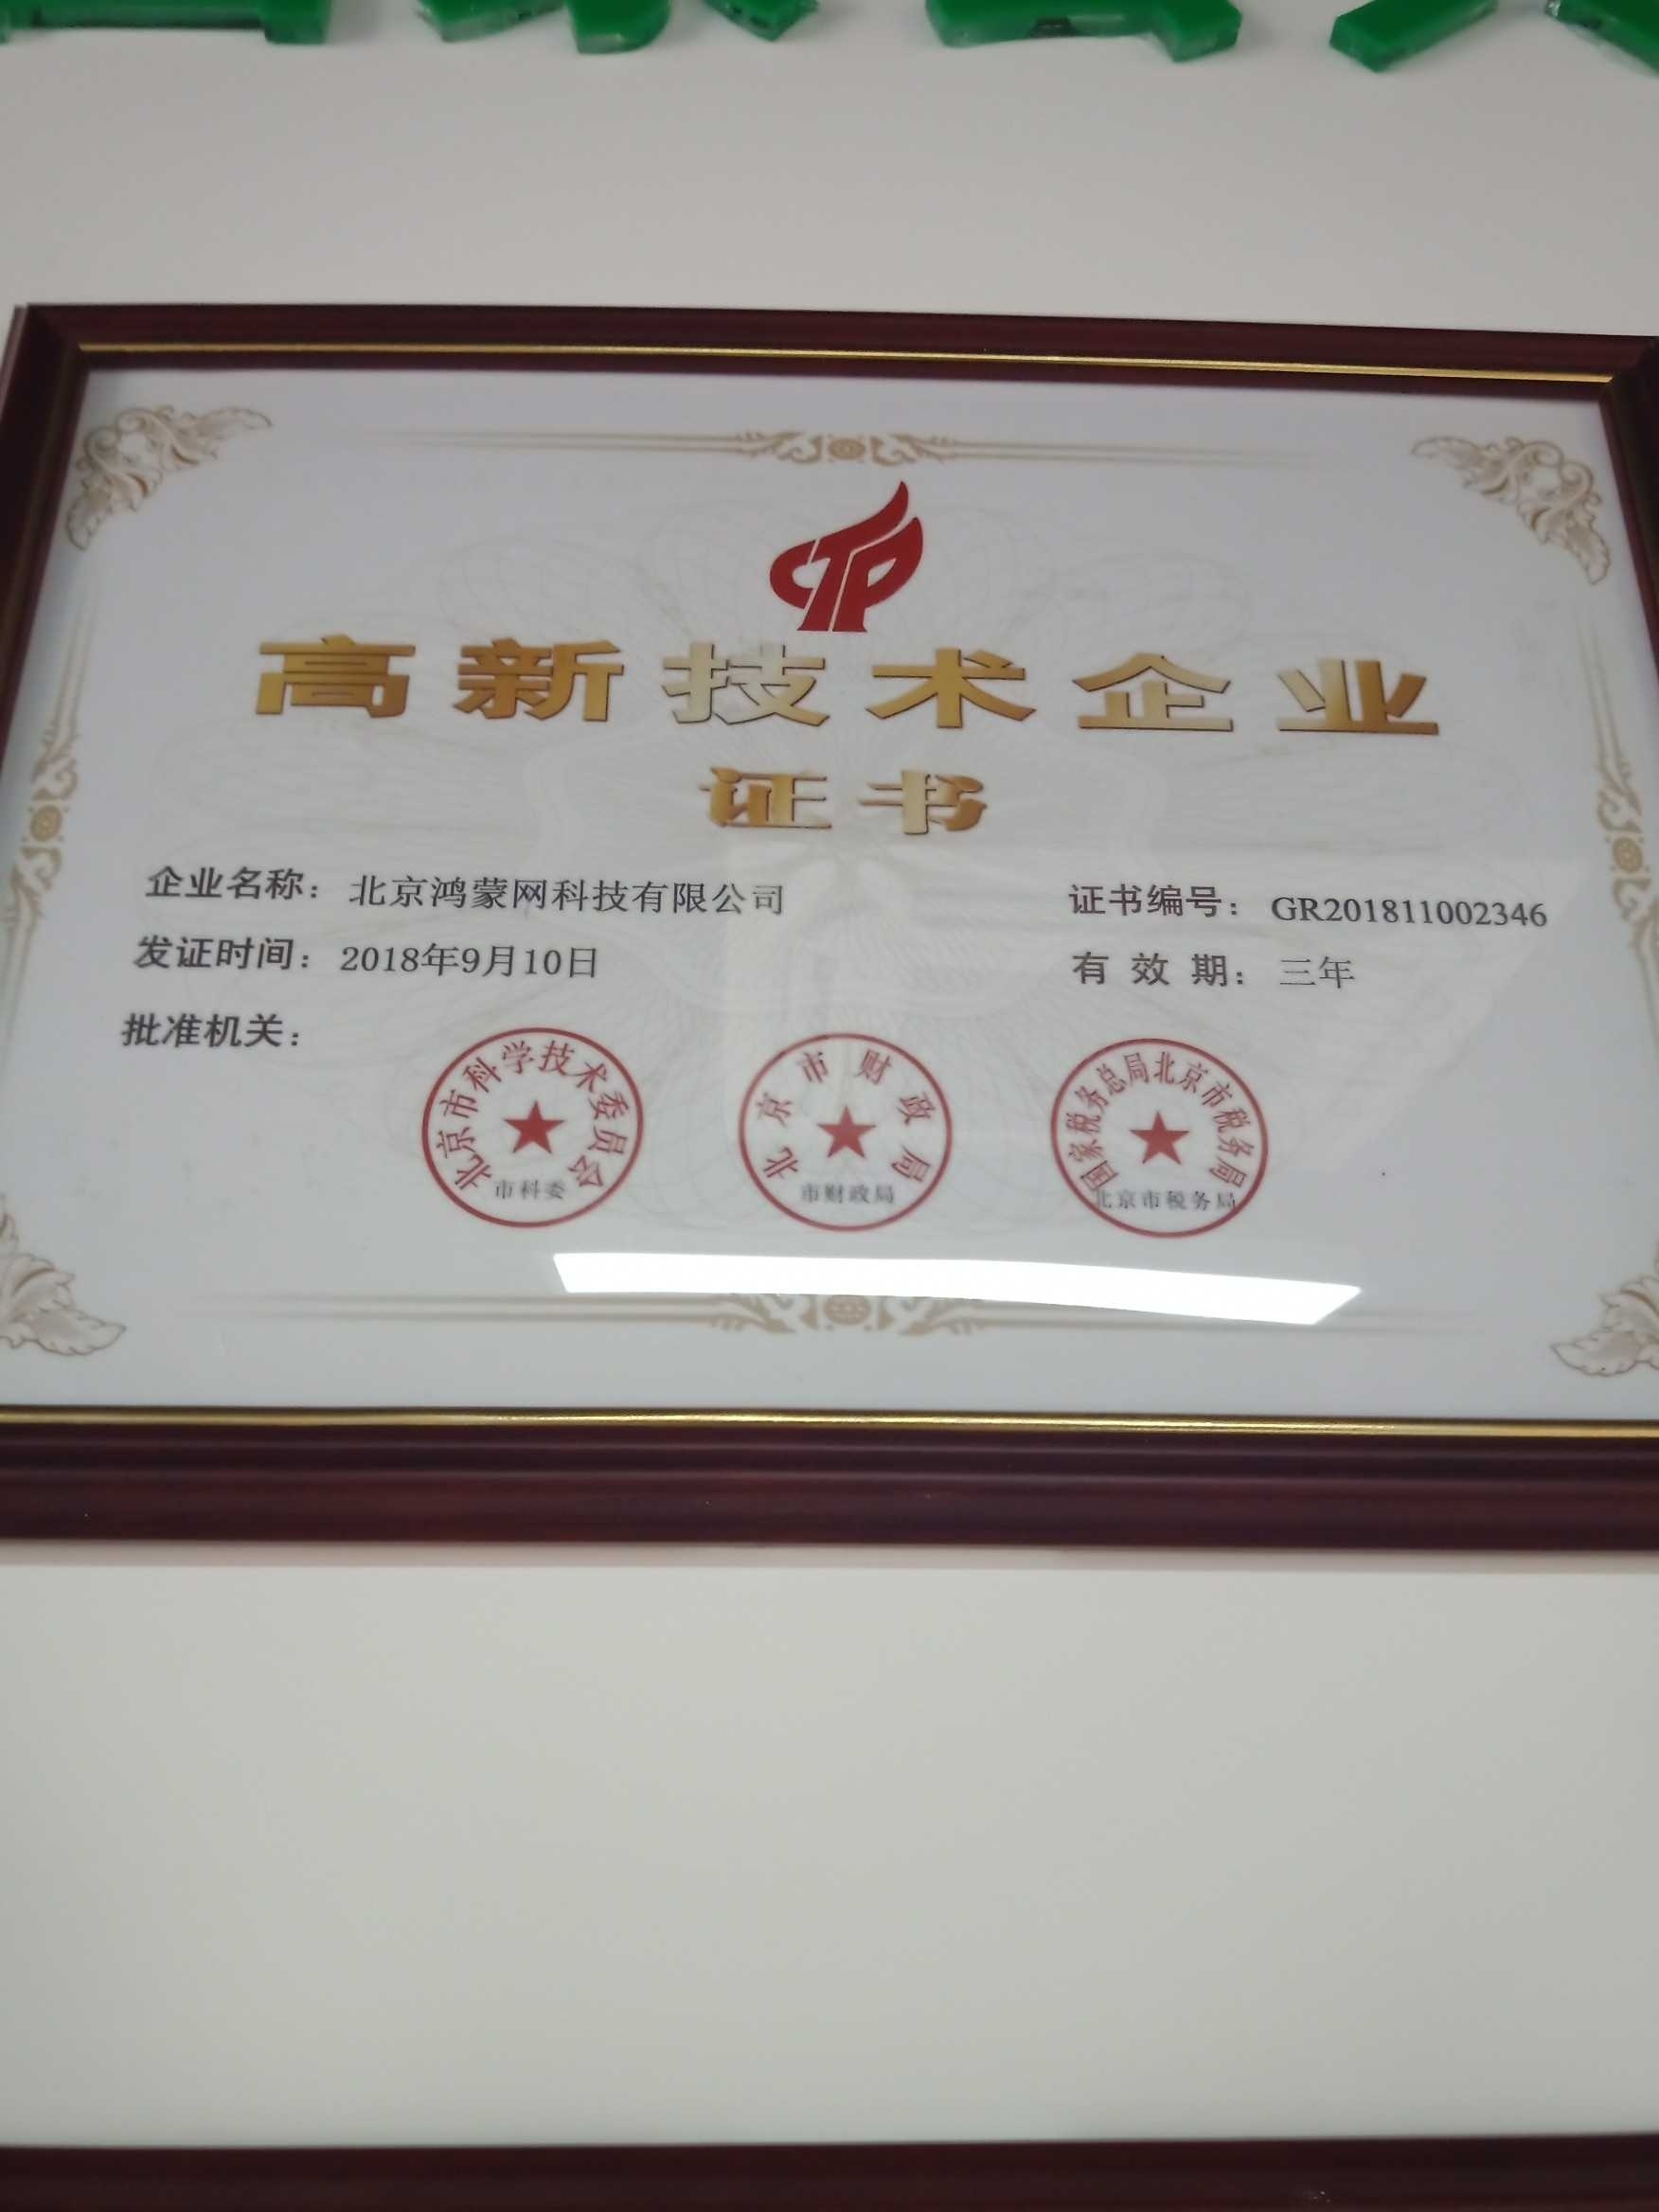 CTP
高新技术企业
证书
企业名称：北京鸿蒙网科技有限公司
证书编号：GR201811002346
发证时间：2018年9月10日
有效期：三年
批准机关：
北京市科学技术委员会
市科委
北京市财政局
市财政局
国家税务总局北京市税务局
北京市税务局